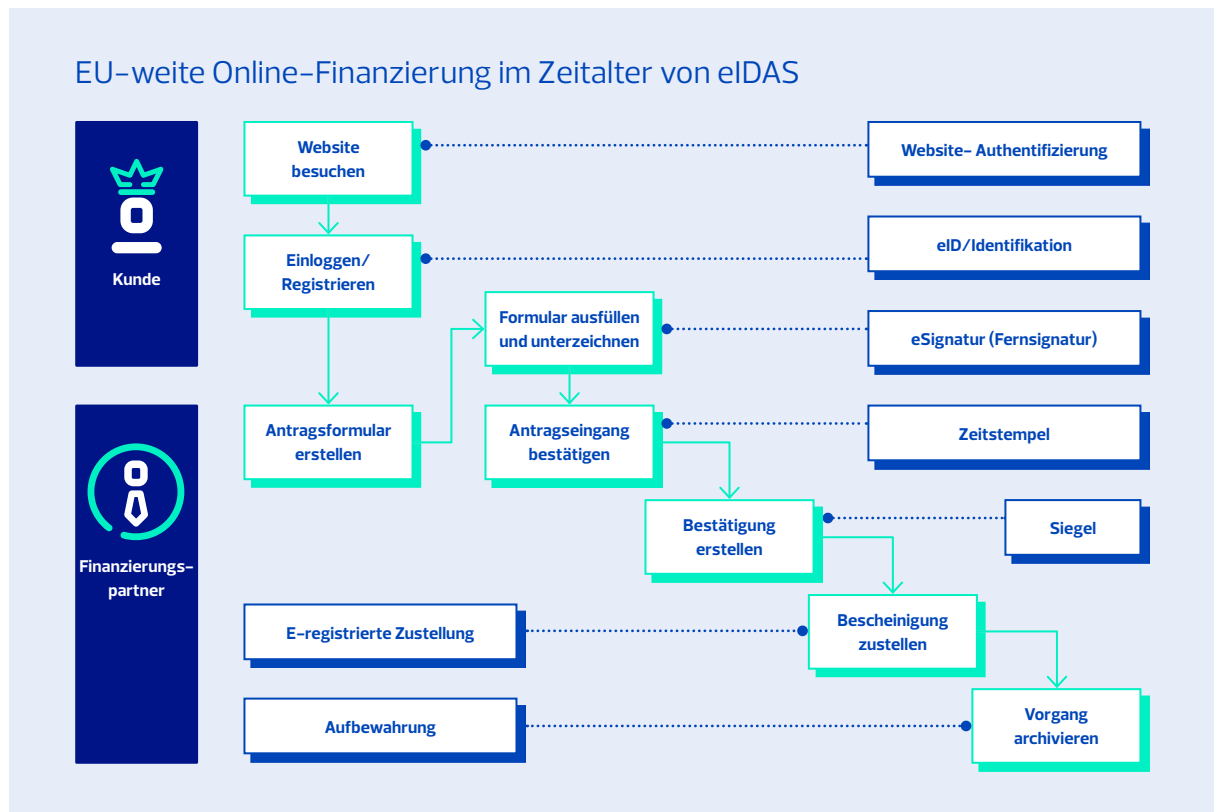 EU-weite Online-Finanzierung im Zeitalter von eIDAS
Kunde
Website
besuchen
Website- Authentifizierung
Einloggen/
Registrieren
eID/Identifikation
Formular ausfüllen
und unterzeichnen
eSignatur (Fernsignatur)
Finanzierungs-
partner
Antragsformular
erstellen
Antragseingang
bestätigen
Zeitstempel
Bestätigung
erstellen
Siegel
E-registrierte Zustellung
Bescheinigung
zustellen
Aufbewahrung
Vorgang
archivieren